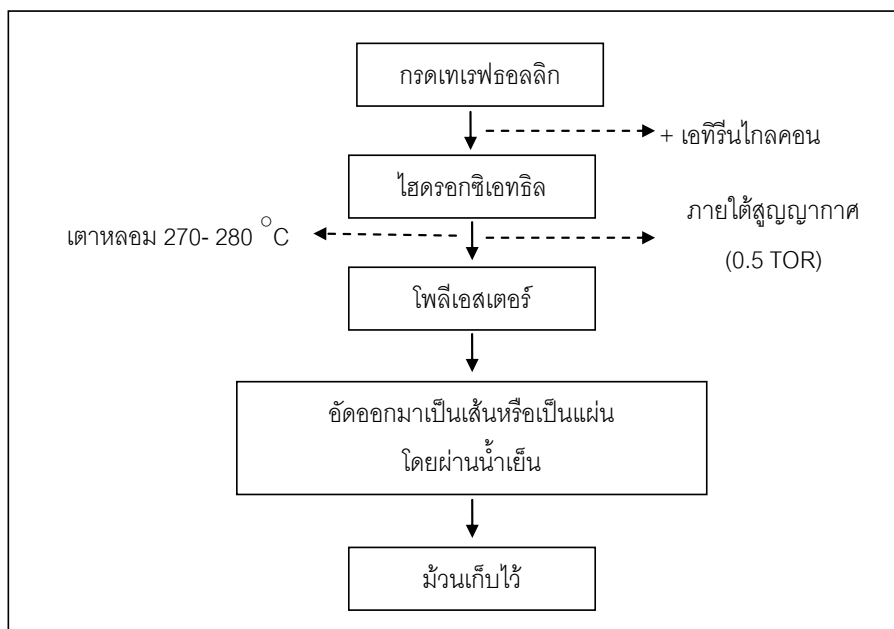 กรดเทเรฟธอลลิก
+ เอทิรีนไกลคอน
ไฮดรอกซิเอทธิล
เตาหลอม 270- 280 °C
ภายใต้สูญญากาศ
(0.5 TOR)
โพลีเอสเตอร์
อัดออกมาเป็นเส้นหรือเป็นแผ่น
โดยผ่านน้ำเย็น
ม้วนเก็บไว้